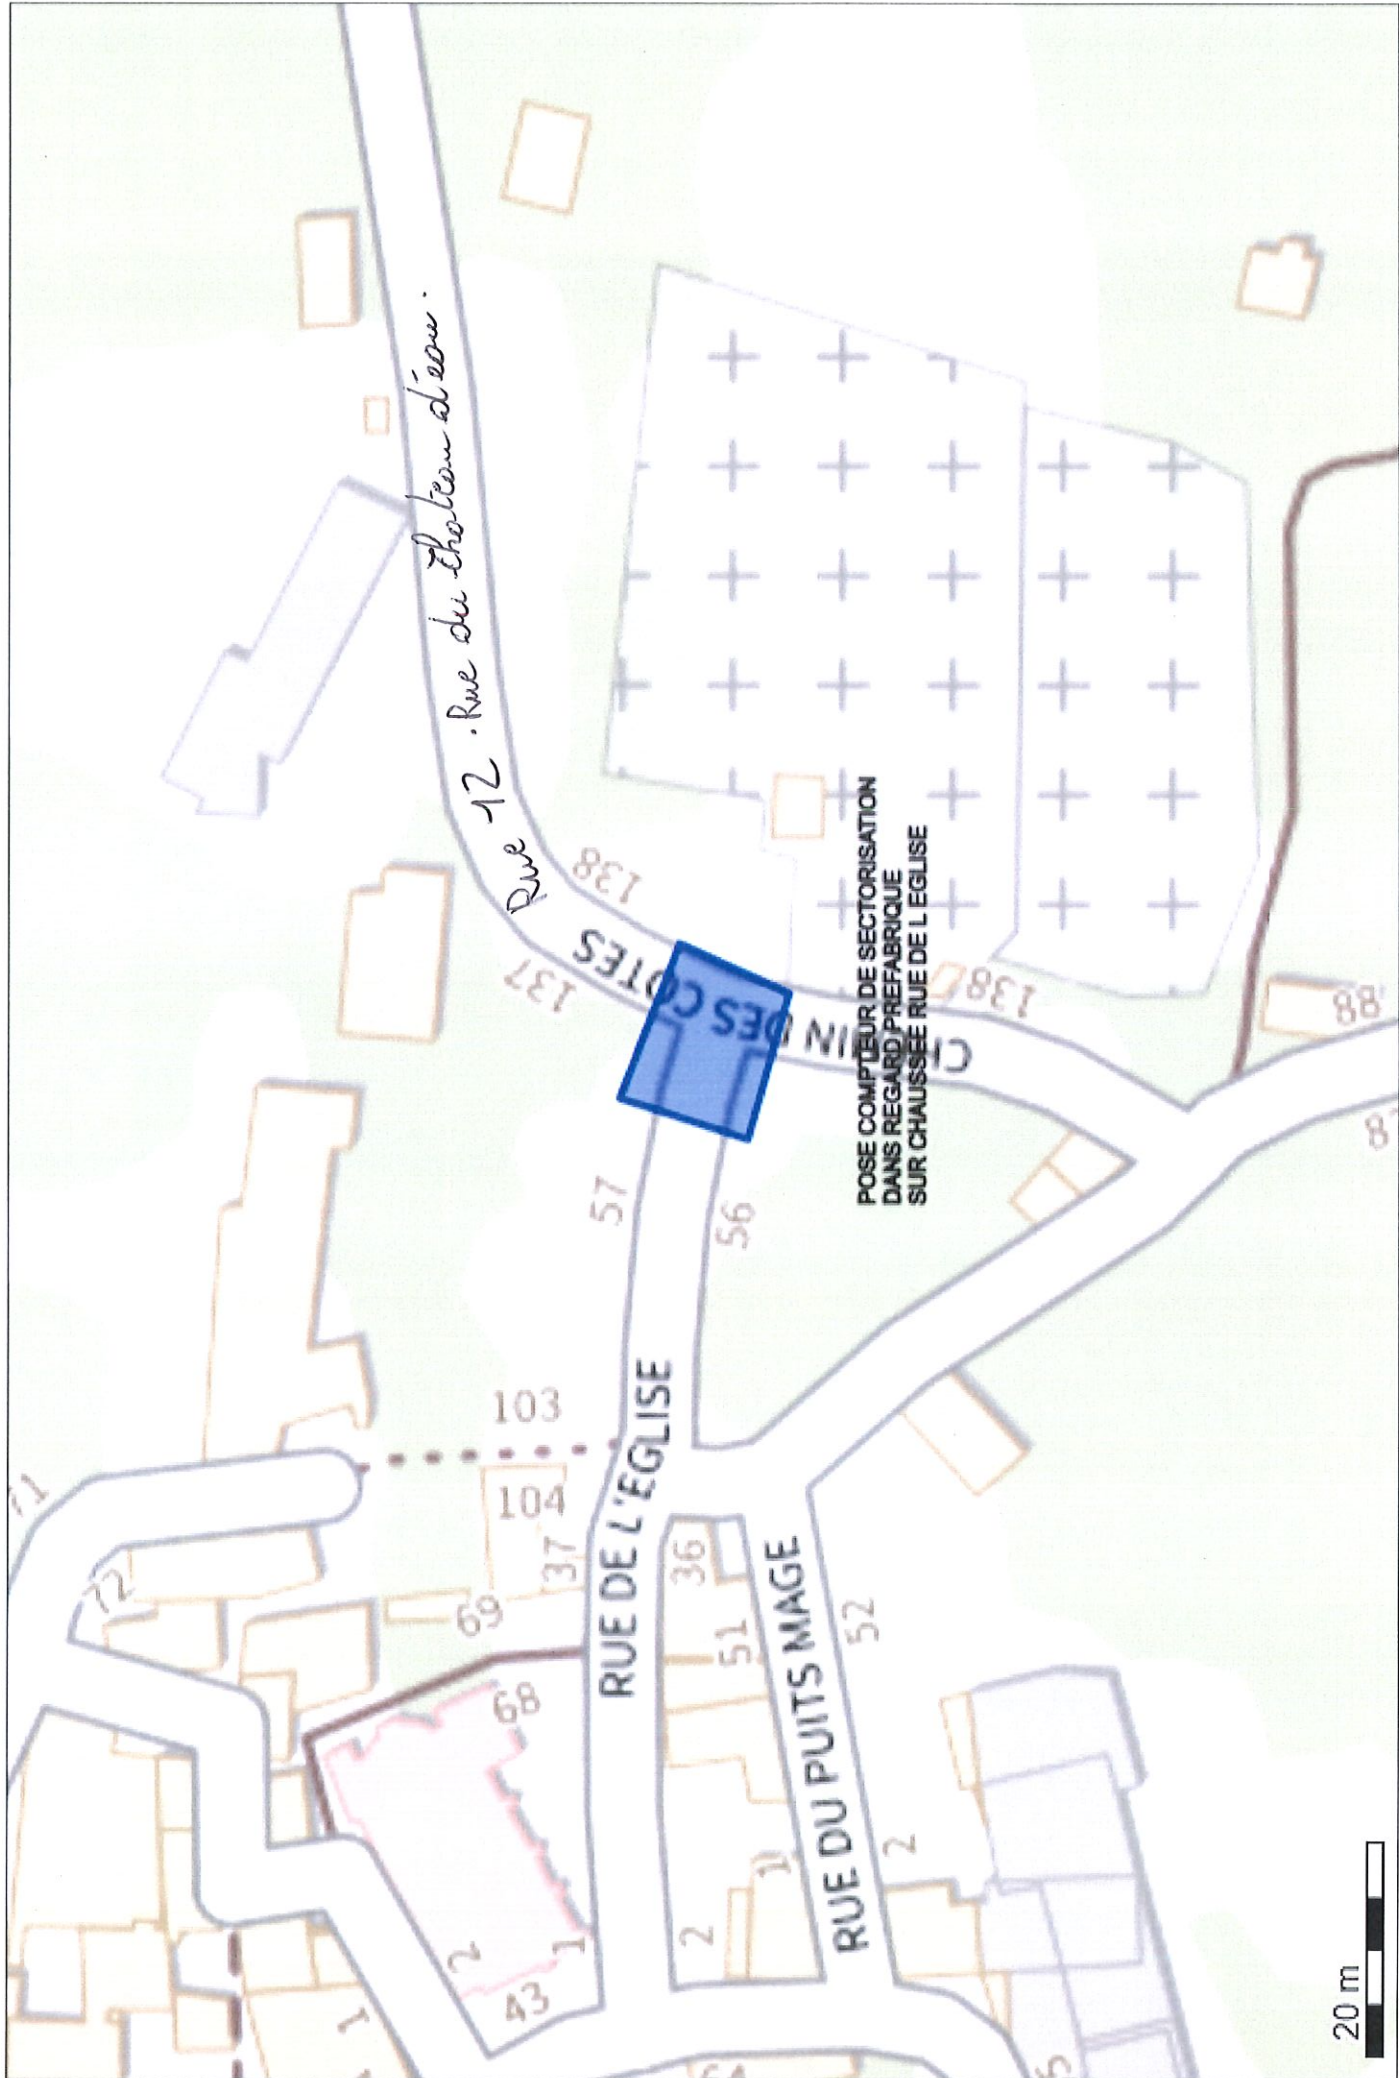 Rue 12 . Rue du Chateau d'eau .
138
137
CHEMIN DES COTES
POSE COMPTEUR DE SECTORISATION
DANS REGARD PREFABRIQUE
SUR CHAUSSEE RUE DE L EGLISE
138
88
57
56
103
104
37
71
72
69
68
RUE DE L'EGLISE
36
51
RUE DU PUITS MAGE
52
2
1
43
2
1
2
1
20 m